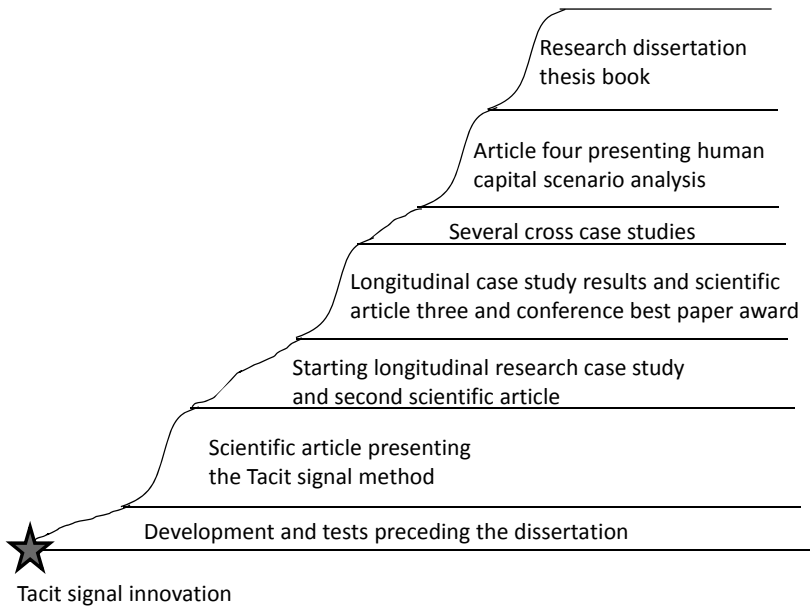 Research dissertation
thesis book
Article four presenting human
capital scenario analysis
Several cross case studies
Longitudinal case study results and scientific
article three and conference best paper award
Starting longitudinal research case study
and second scientific article
Scientific article presenting
the Tacit signal method
Development and tests preceding the dissertation
Tacit signal innovation